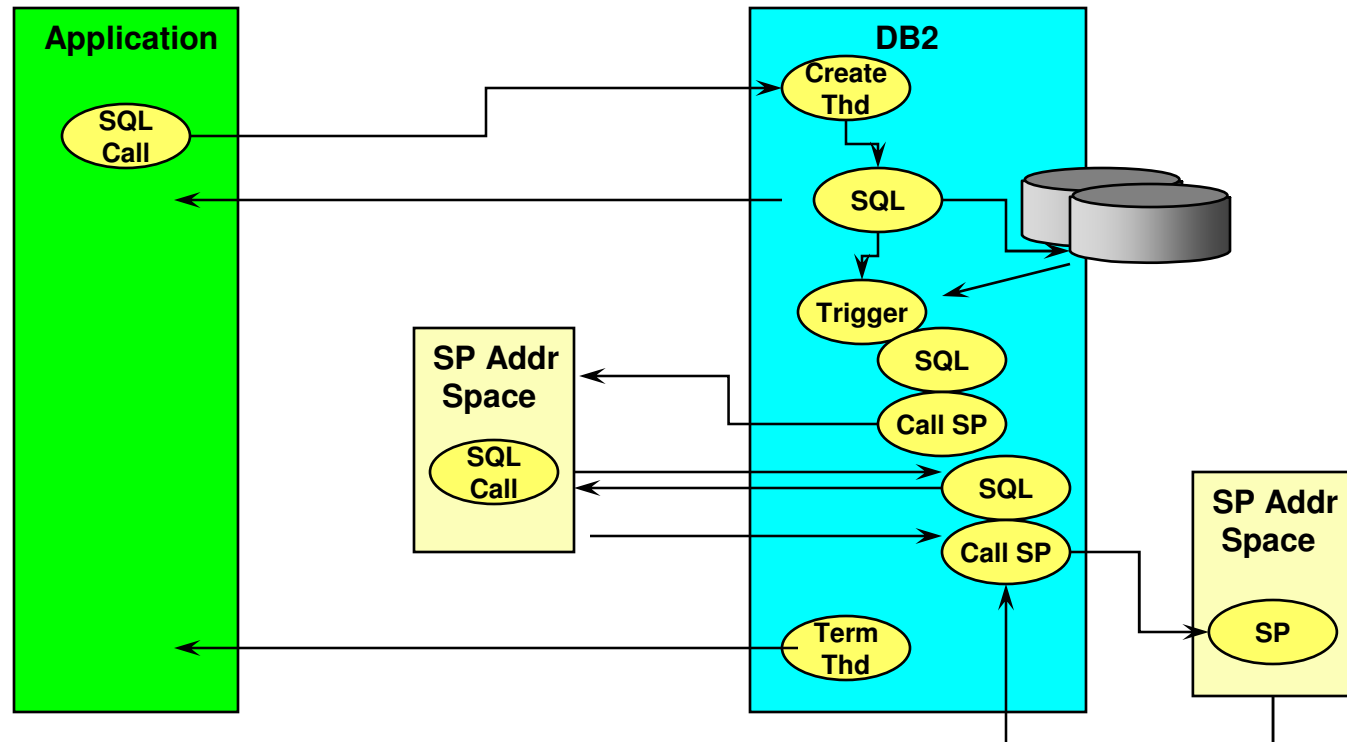 Application
SQL
Call
DB2
Create
Thd
SQL
Trigger
SQL
Call SP
SP Addr
Space
SQL
Call
SQL
Call SP
Term
Thd
SP Addr
Space
SP